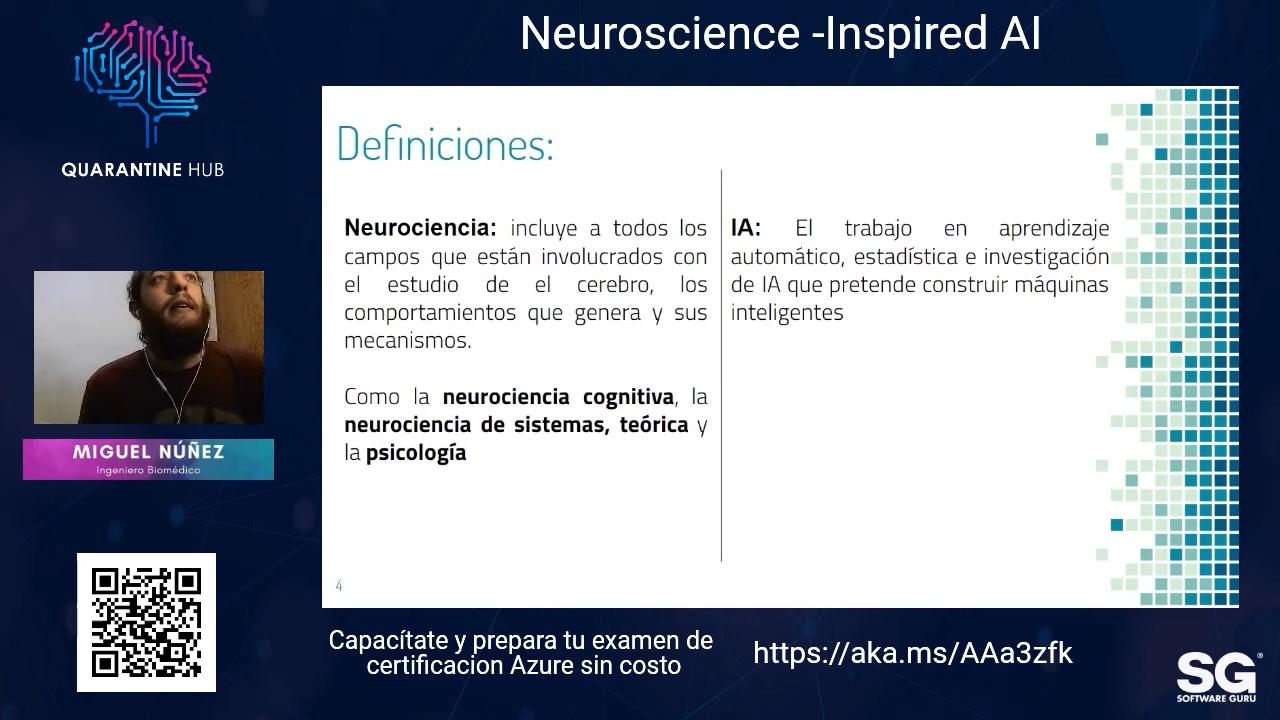 Neuroscience -Inspired AI
QUARANTINE HUB
Definiciones:
Neurociencia: incluye a todos los
campos que están involucrados con
el estudio de el cerebro, los
comportamientos que genera y sus
mecanismos.
Como la neurociencia cognitiva, la
neurociencia de sistemas, teórica y
la psicología
IA: El trabajo en aprendizaje
automático, estadística e investigación
de IA que pretende construir máquinas
inteligentes
4
MIGUEL NÚÑEZ
Ingeniero Biomédico
Capacítate y prepara tu examen de
certificacion Azure sin costo
https://aka.ms/AAa3zfk
SG®
SOFTWARE GURU